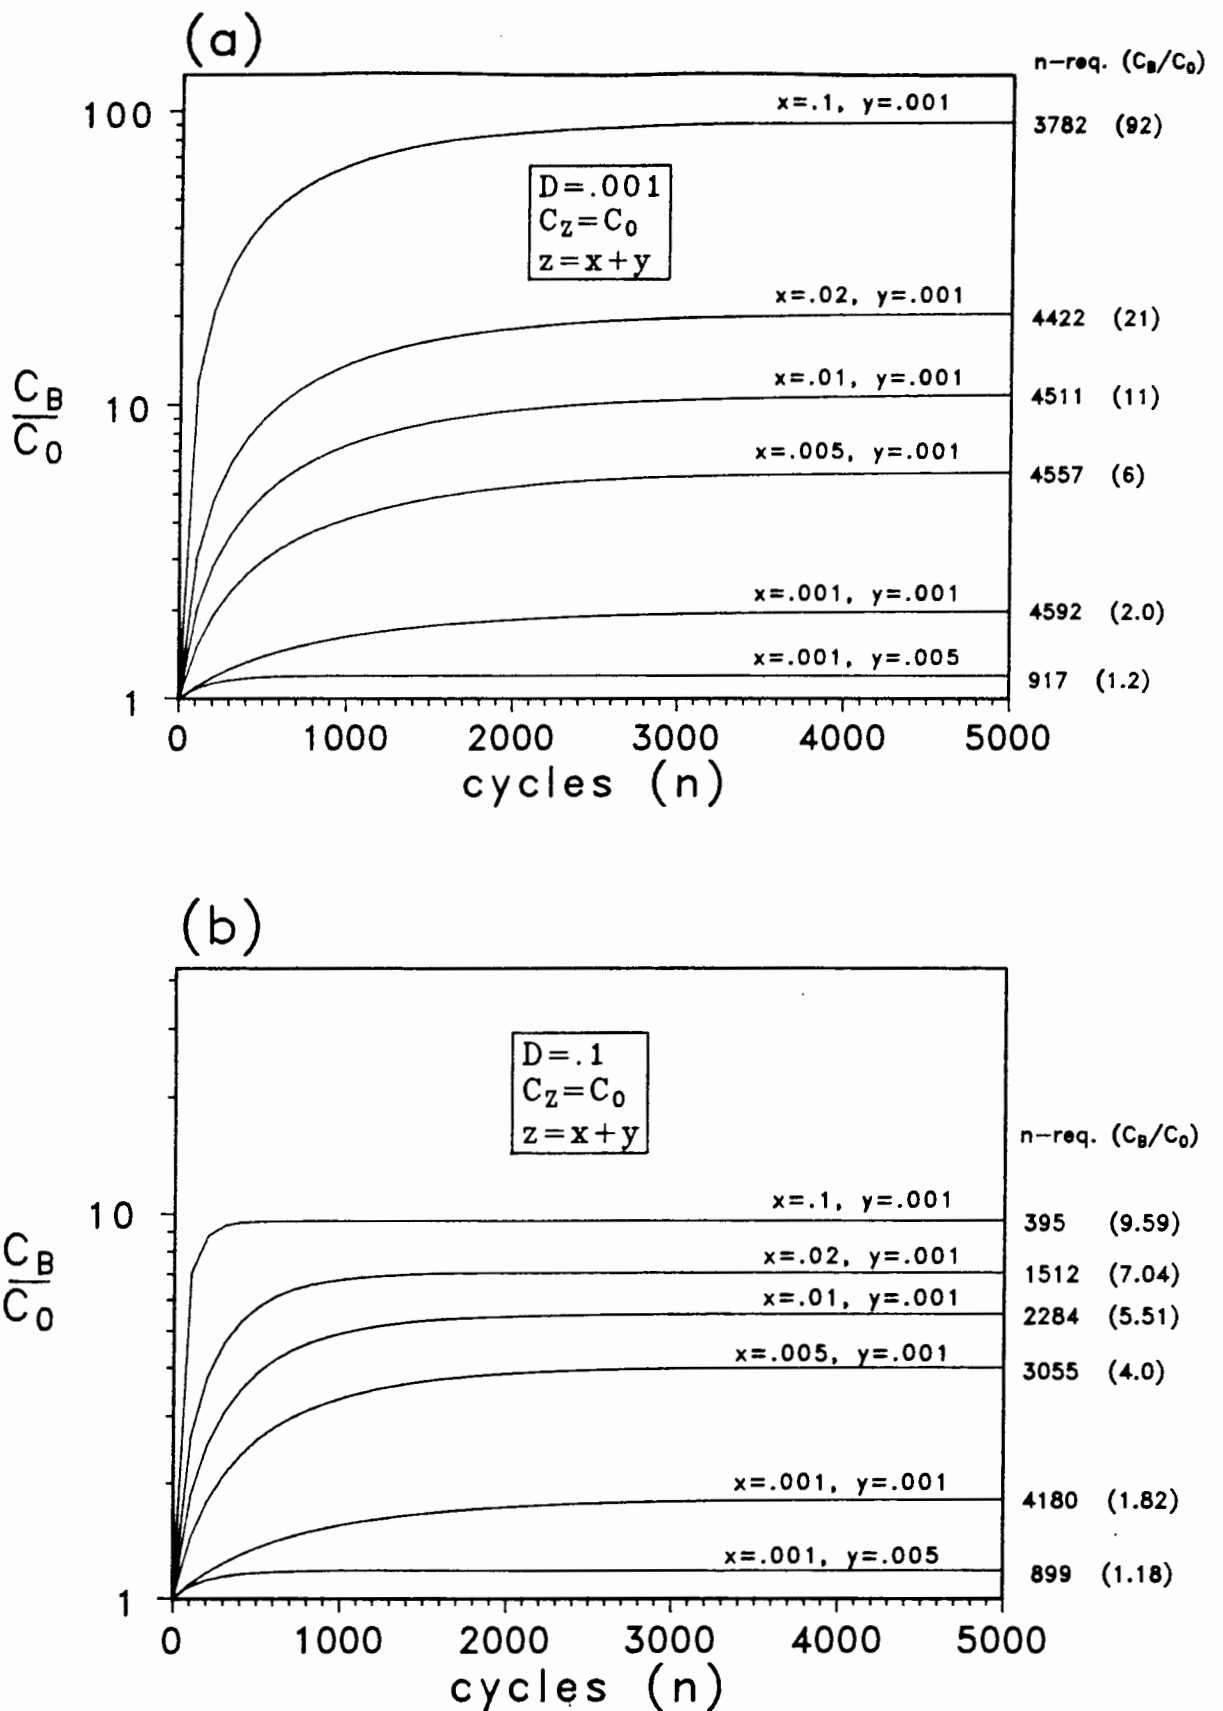 (a)
n-req. (C_B/C_0)
100
x=.1, y=.001
3782 (92)
D=.001
C_Z=C_0
z=x+y
x=.02, y=.001
4422 (21)
C_B
C_0
10
x=.01, y=.001
4511 (11)
x=.005, y=.001
4557 (6)
x=.001, y=.001
4592 (2.0)
x=.001, y=.005
917 (1.2)
1
0 1000 2000 3000 4000 5000
cycles (n)
(b)
D=.1
C_Z=C_0
z=x+y
n-req. (C_B/C_0)
10
x=.1, y=.001
395 (9.59)
C_B
C_0
x=.02, y=.001
1512 (7.04)
x=.01, y=.001
2284 (5.51)
x=.005, y=.001
3055 (4.0)
x=.001, y=.001
4180 (1.82)
x=.001, y=.005
899 (1.18)
1
0 1000 2000 3000 4000 5000
cycles (n)